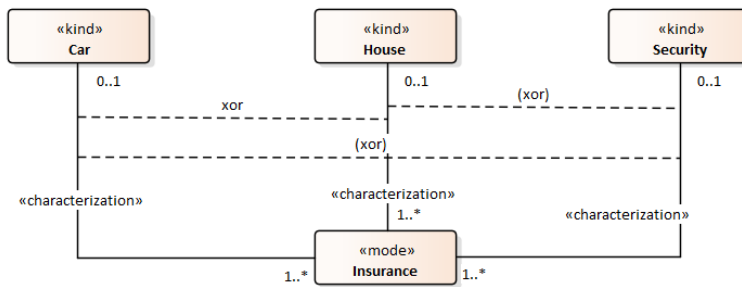 «kind»
Car
«kind»
House
«kind»
Security
0..1
0..1
0..1
xor
(xor)
(xor)
«characterization»
«characterization»
«characterization»
1..*
«mode»
Insurance
1..*
1..*